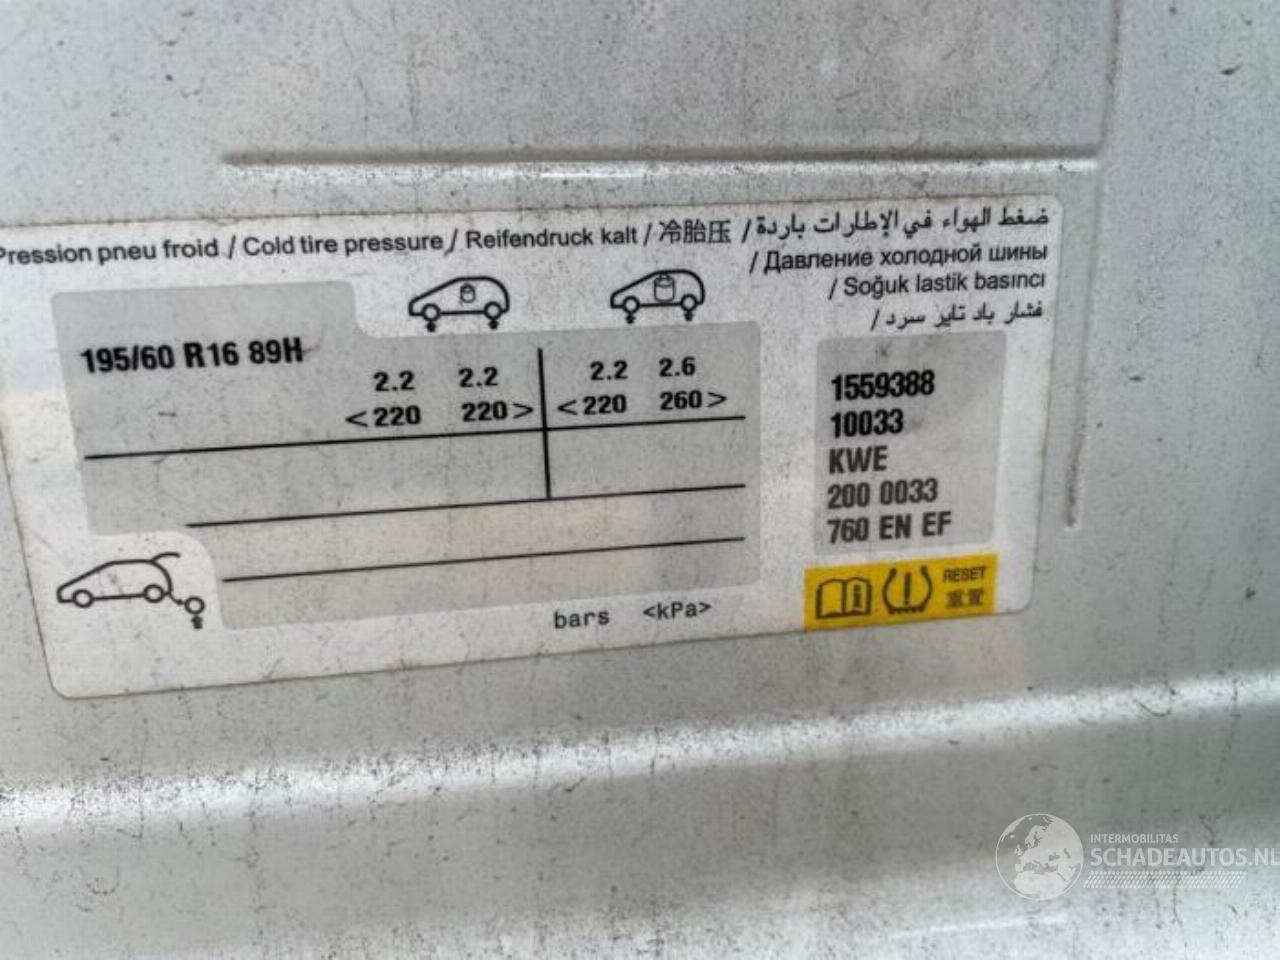 Pression pneu froid / Cold tire pressure / Reifendruck kalt / 冷胎压 / ضغط الهواء في الإطارات باردة
/ Давление холодной шины
/ Soğuk lastik basıncı
/ فشار باد تایر سرد
195/60 R16 89H
2.2 2.2 2.2 2.6
<220 220> <220 260>
1559388
10033
KWE
200 0033
760 EN EF
RESET
重置
bars <kPa>
INTERMOBILITAS
SCHADEAUTOS.NL